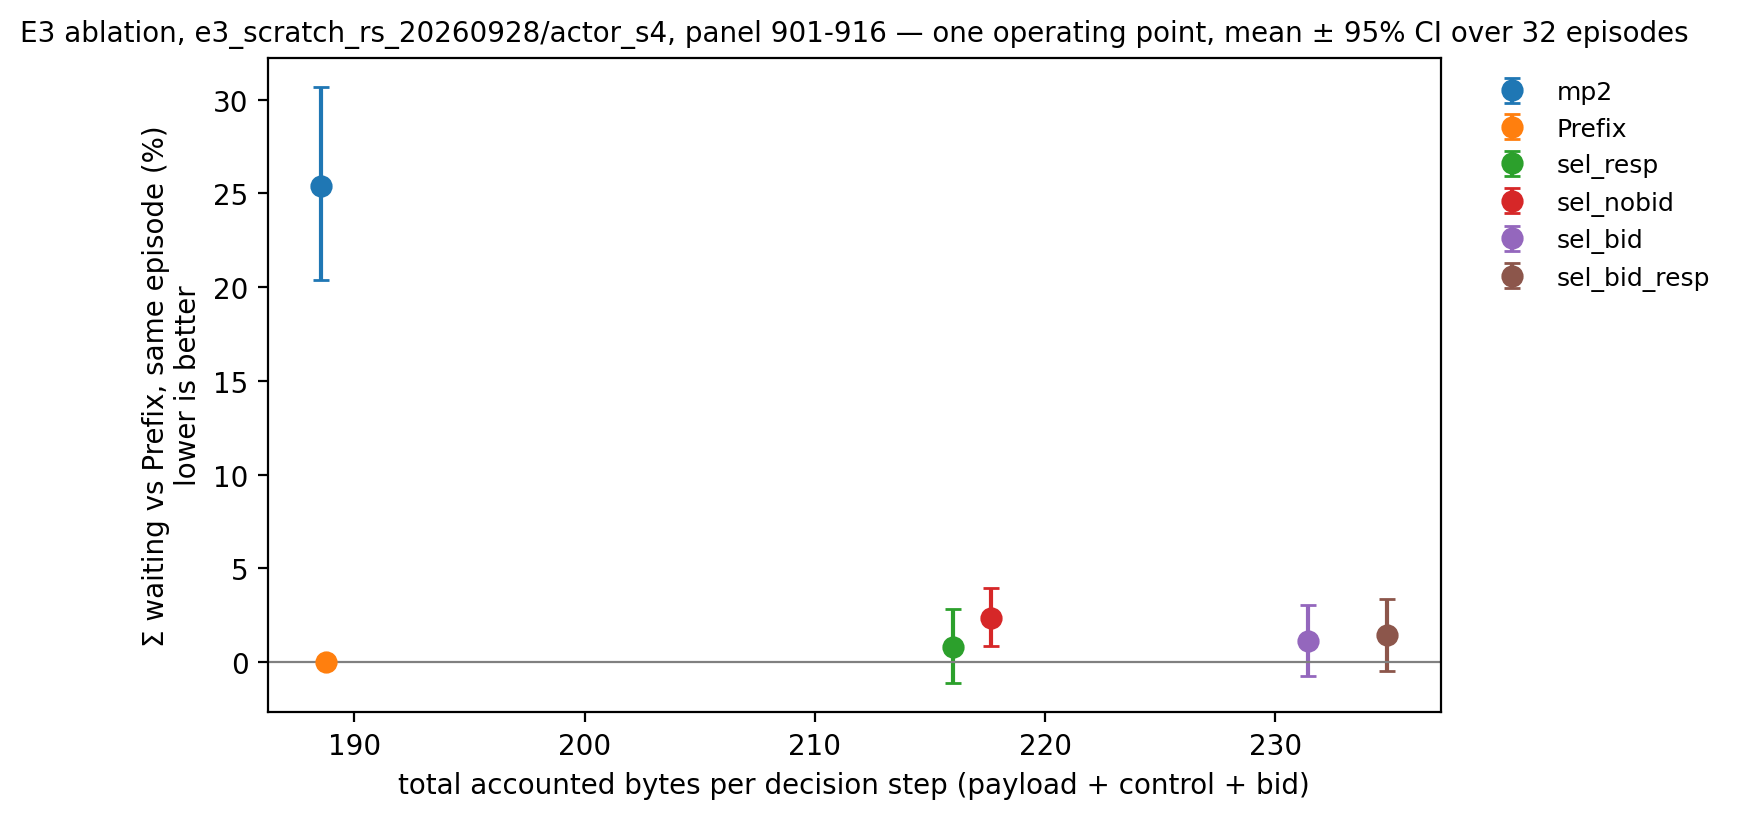 E3 ablation, e3_scratch_rs_20260928/actor_s4, panel 901-916 — one operating point, mean ± 95% CI over 32 episodes
Σ waiting vs Prefix, same episode (%)
lower is better
30
25
20
15
10
5
0
190
200
210
220
230
total accounted bytes per decision step (payload + control + bid)
mp2
Prefix
sel_resp
sel_nobid
sel_bid
sel_bid_resp